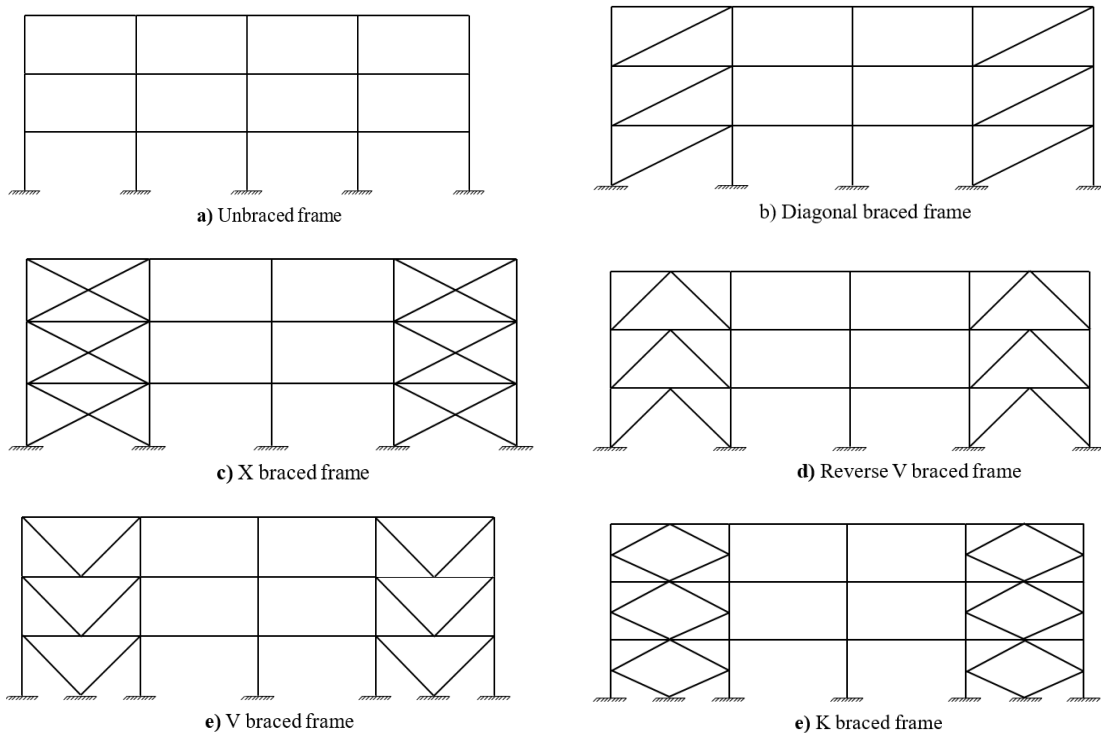 a) Unbraced frame
b) Diagonal braced frame
c) X braced frame
d) Reverse V braced frame
e) V braced frame
e) K braced frame